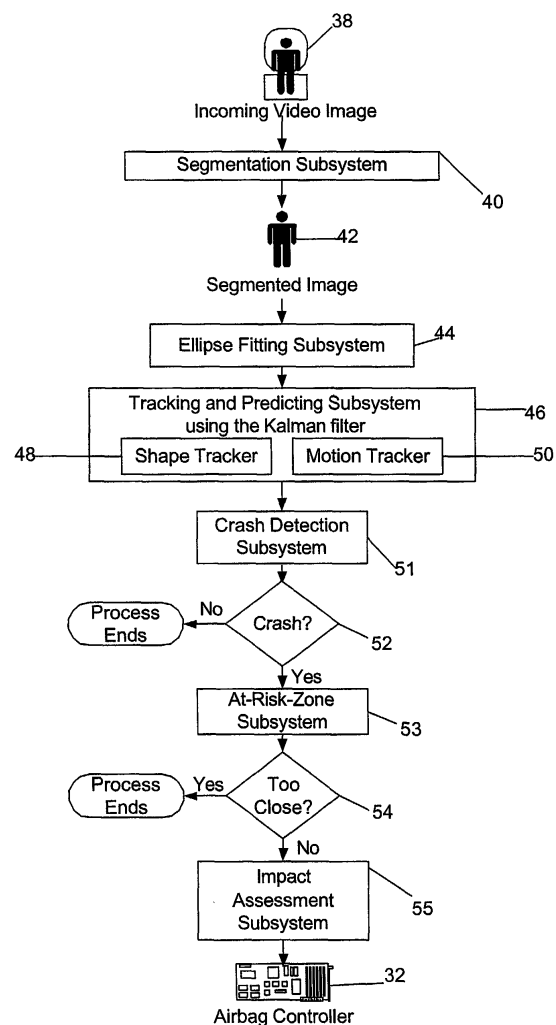 38
Incoming Video Image
Segmentation Subsystem
40
42
Segmented Image
44
Ellipse Fitting Subsystem
Tracking and Predicting Subsystem
using the Kalman filter
46
48
Shape Tracker
Motion Tracker
50
Crash Detection
Subsystem
51
Process
Ends
No
Crash?
52
Yes
At-Risk-Zone
Subsystem
53
Process
Ends
Yes
Too
Close?
54
No
Impact
Assessment
Subsystem
55
32
Airbag Controller